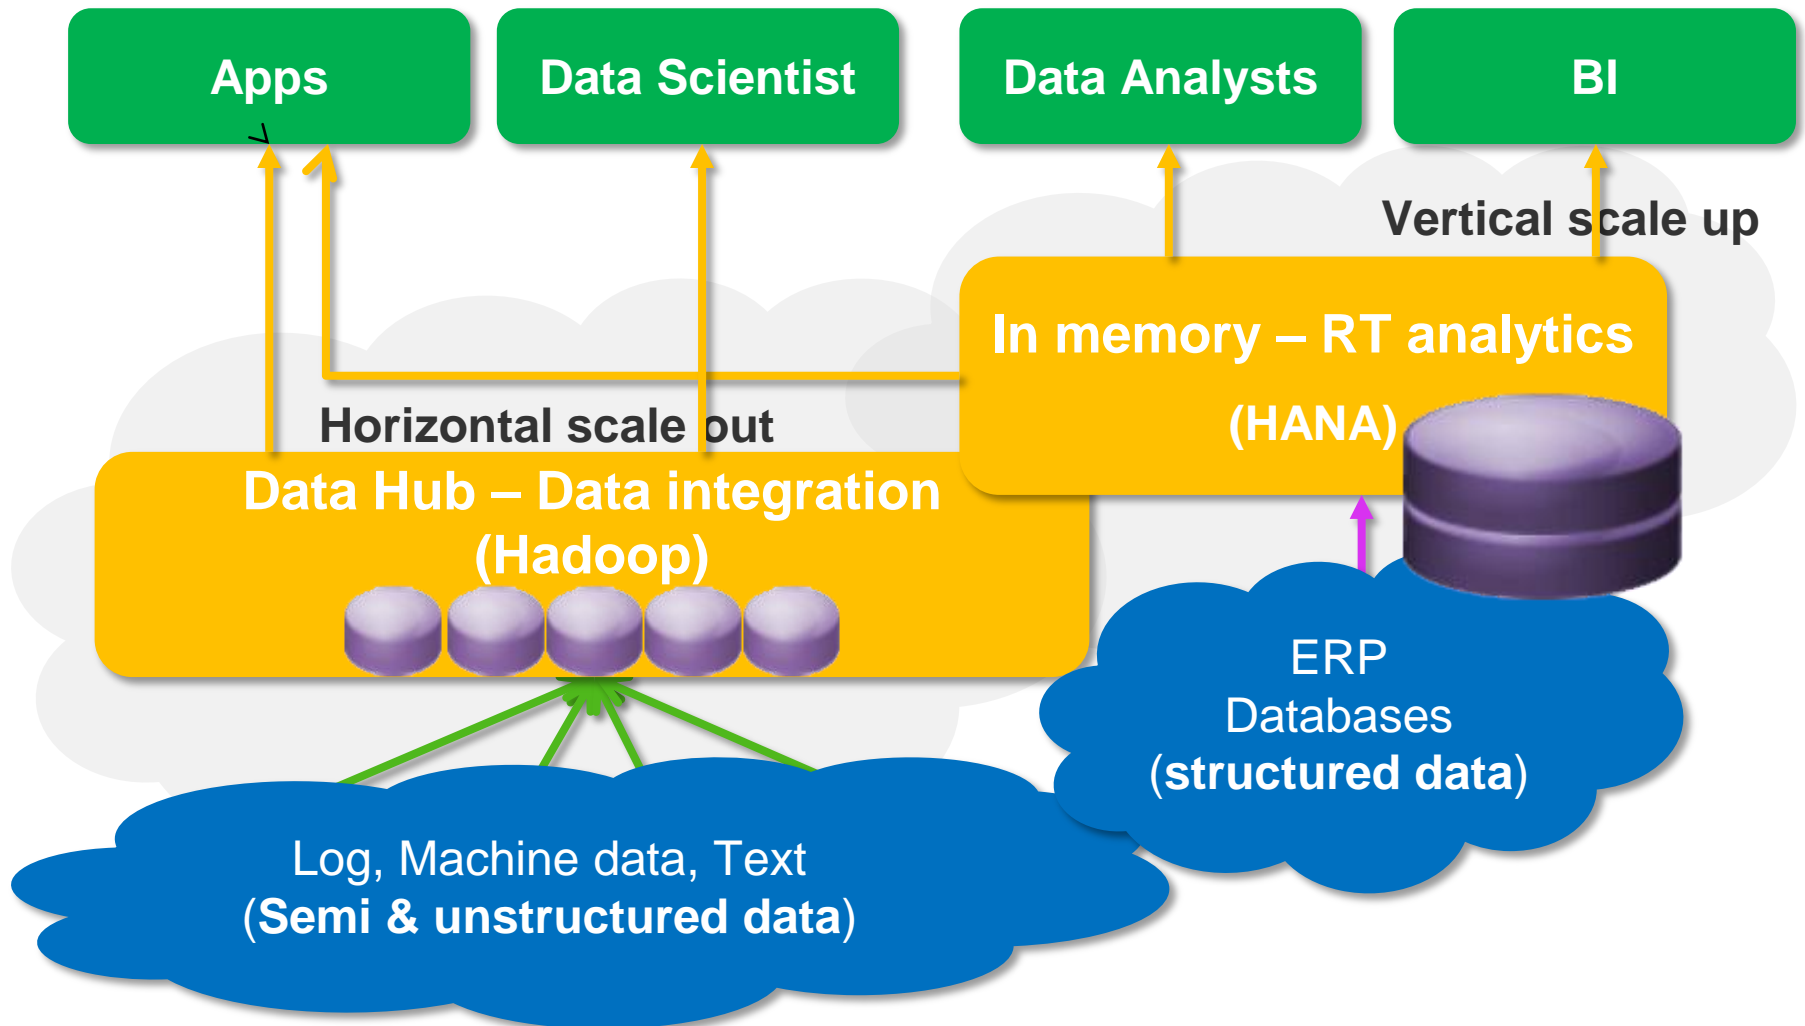 Apps
Data Scientist
Data Analysts
BI
Vertical scale up
In memory – RT analytics
(HANA)
Horizontal scale out
Data Hub – Data integration
(Hadoop)
ERP
Databases
(structured data)
Log, Machine data, Text
(Semi & unstructured data)